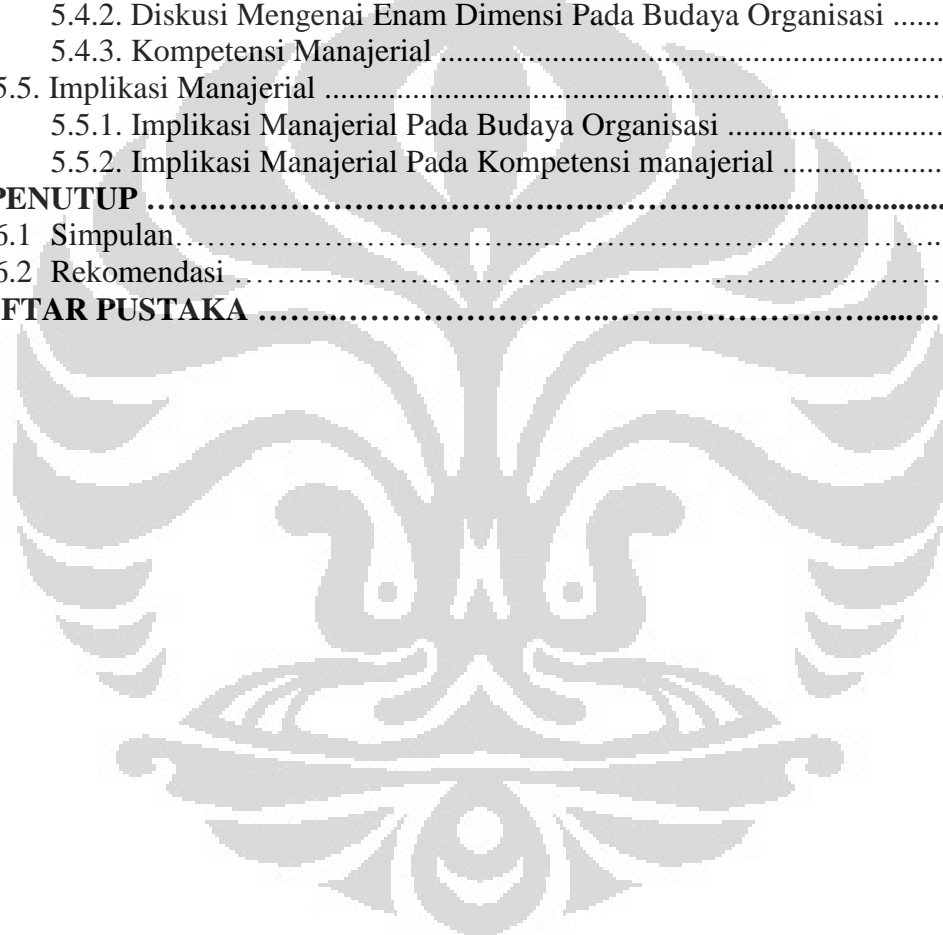 5.4.2. Diskusi Mengenai Enam Dimensi Pada Budaya Organisasi ......
5.4.3. Kompetensi Manajerial ........................................................................
5.5. Implikasi Manajerial .........................................................................................
5.5.1. Implikasi Manajerial Pada Budaya Organisasi ..............................
5.5.2. Implikasi Manajerial Pada Kompetensi manajerial .....................
PENUTUP …….…………………………….…………….........................
6.1 Simpulan……………………………………………………………………..
6.2 Rekomendasi ……..…………………………………………………………
FTAR PUSTAKA ……..……………………..…………………….........